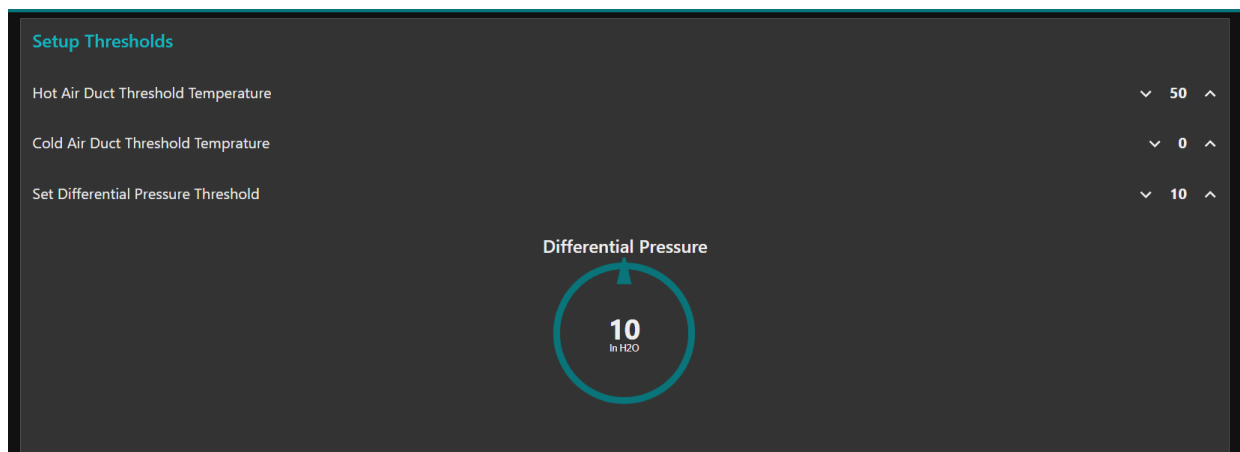 Setup Thresholds
Hot Air Duct Threshold Temperature 50
Cold Air Duct Threshold Temprature 0
Set Differential Pressure Threshold 10
Differential Pressure
10
In H2O